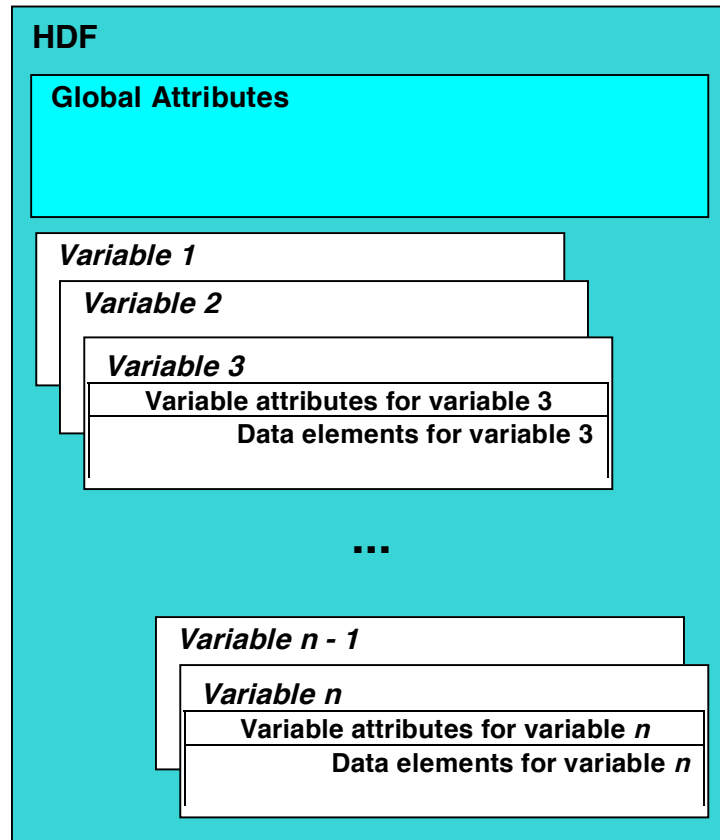 HDF
Global Attributes
Variable 1
Variable 2
Variable 3
Variable attributes for variable 3
Data elements for variable 3
...
Variable n - 1
Variable n
Variable attributes for variable n
Data elements for variable n